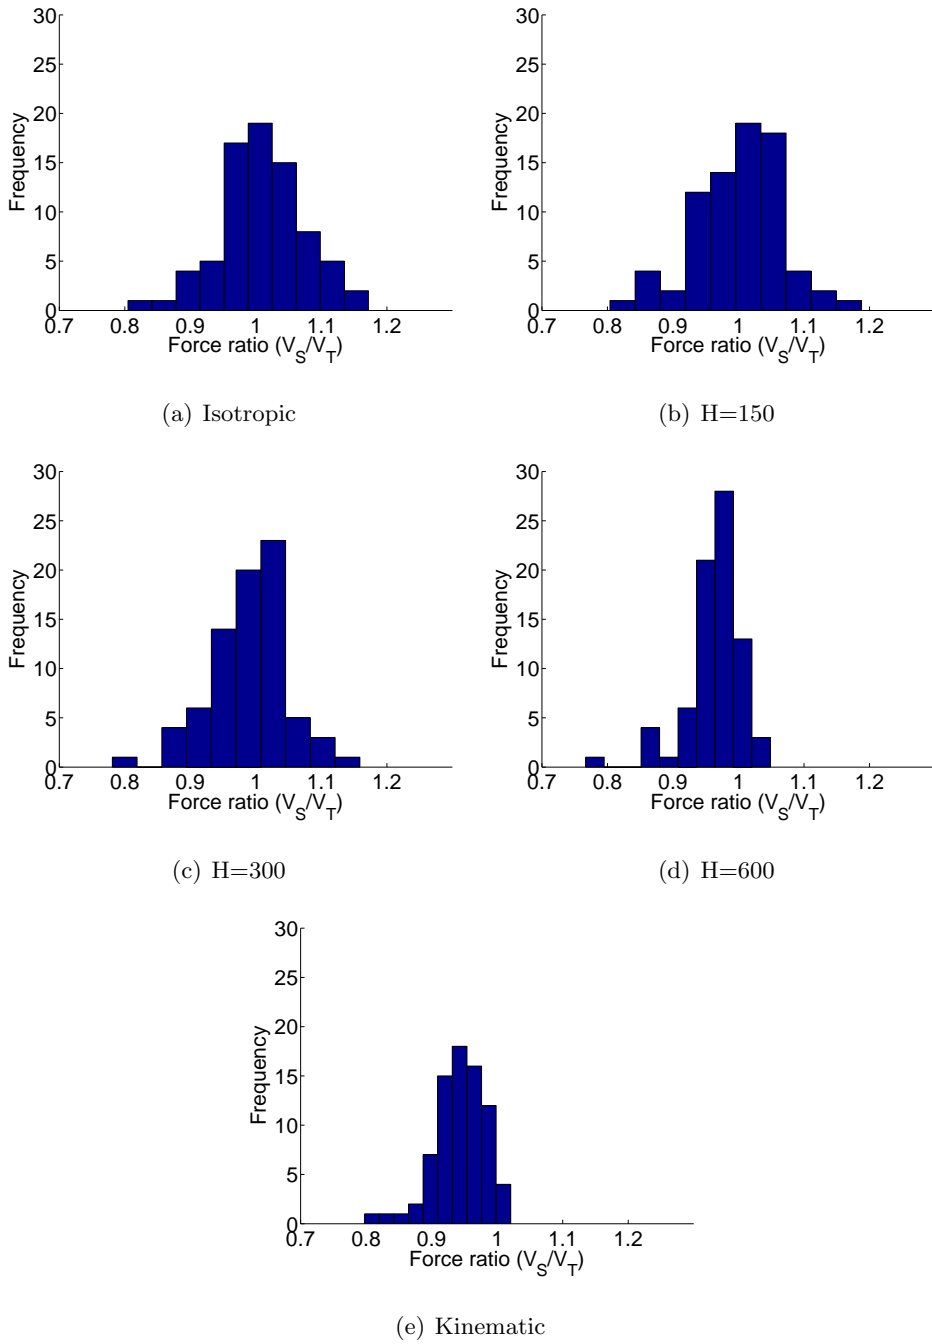 30
25
20
15
10
5
0
Frequency
0.7 0.8 0.9 1 1.1 1.2
Force ratio (V_S/V_T)
(a) Isotropic
30
25
20
15
10
5
0
Frequency
0.7 0.8 0.9 1 1.1 1.2
Force ratio (V_S/V_T)
(b) H=150
30
25
20
15
10
5
0
Frequency
0.7 0.8 0.9 1 1.1 1.2
Force ratio (V_S/V_T)
(c) H=300
30
25
20
15
10
5
0
Frequency
0.7 0.8 0.9 1 1.1 1.2
Force ratio (V_S/V_T)
(d) H=600
30
25
20
15
10
5
0
Frequency
0.7 0.8 0.9 1 1.1 1.2
Force ratio (V_S/V_T)
(e) Kinematic